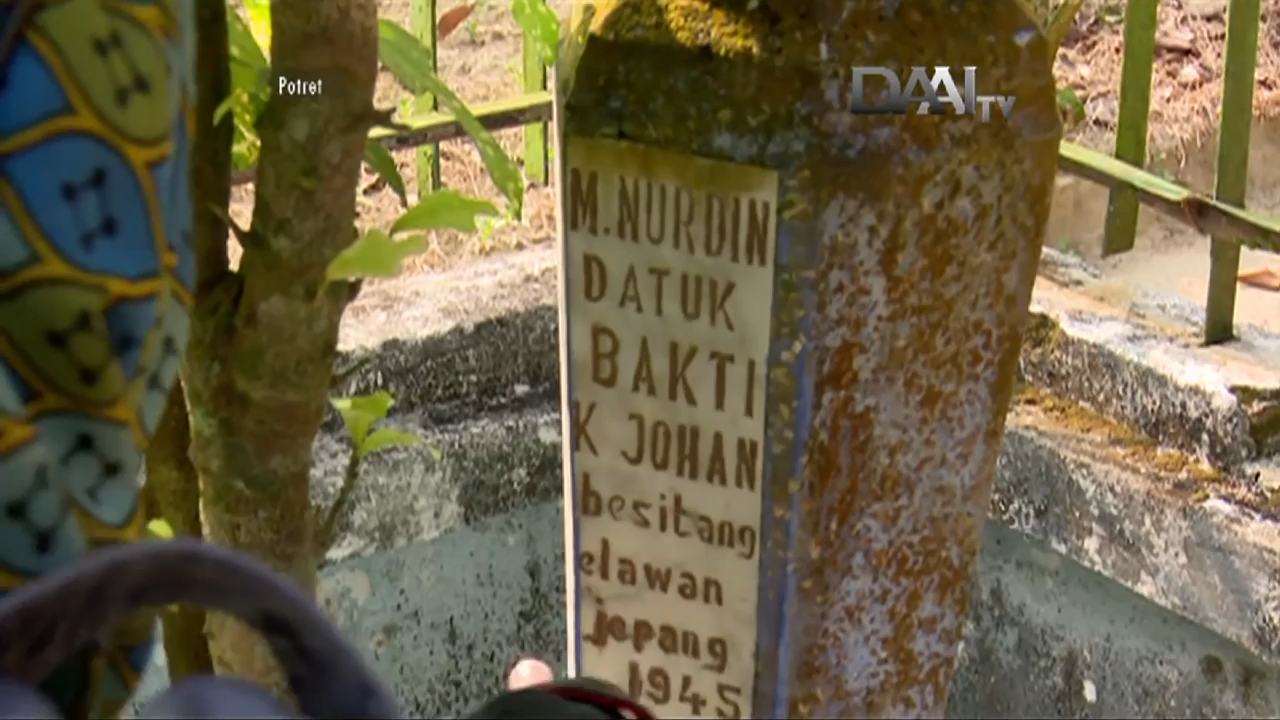 Potret
DAAI TV
M.NURDIN
DATUK
BAKTI
K JOHAN
besitang
elawan
jepang
1945